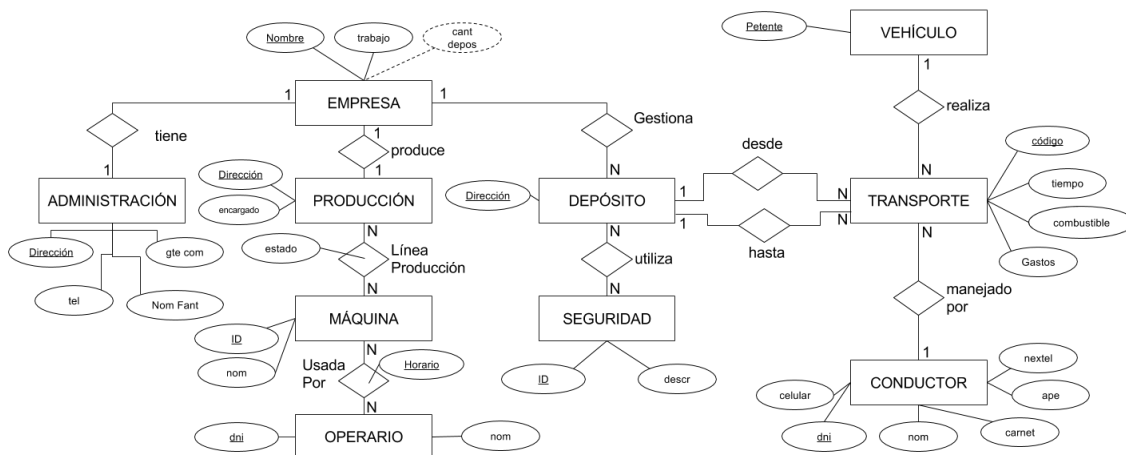 Nombre
trabajo
cant
depos
Petente
VEHÍCULO
1
realiza
EMPRESA
1
1
1
tiene
produce
Gestiona
desde
código
tiempo
combustible
Gastos
1
ADMINISTRACIÓN
Dirección
encargado
1
PRODUCCIÓN
N
Dirección
N
DEPÓSITO
1
1
N
N
N
TRANSPORTE
N
hasta
Dirección
gte com
tel
Nom Fant
estado
Línea
Producción
N
utiliza
N
manejado
por
MÁQUINA
N
ID
nom
SEGURIDAD
ID
descr
1
CONDUCTOR
nextel
ape
carnet
nom
dni
celular
Usada
Por
Horario
N
OPERARIO
dni
nom